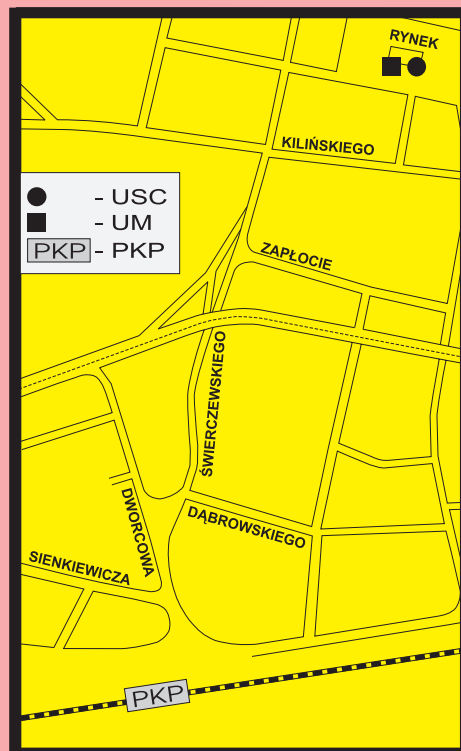 RYNEK
KILIŃSKIEGO
- USC
- UM
PKP - PKP
ZAPŁOCIE
ŚWIERCZEWSKIEGO
DWORCOWA
DĄBROWSKIEGO
SIENKIEWICZA
PKP